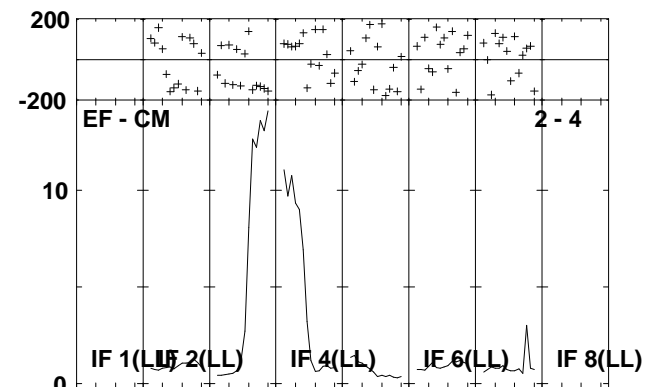 200
-200
EF - CM
2 - 4
10
0
IF 1(LL)
IF 2(LL)
IF 4(LL)
IF 6(LL)
IF 8(LL)